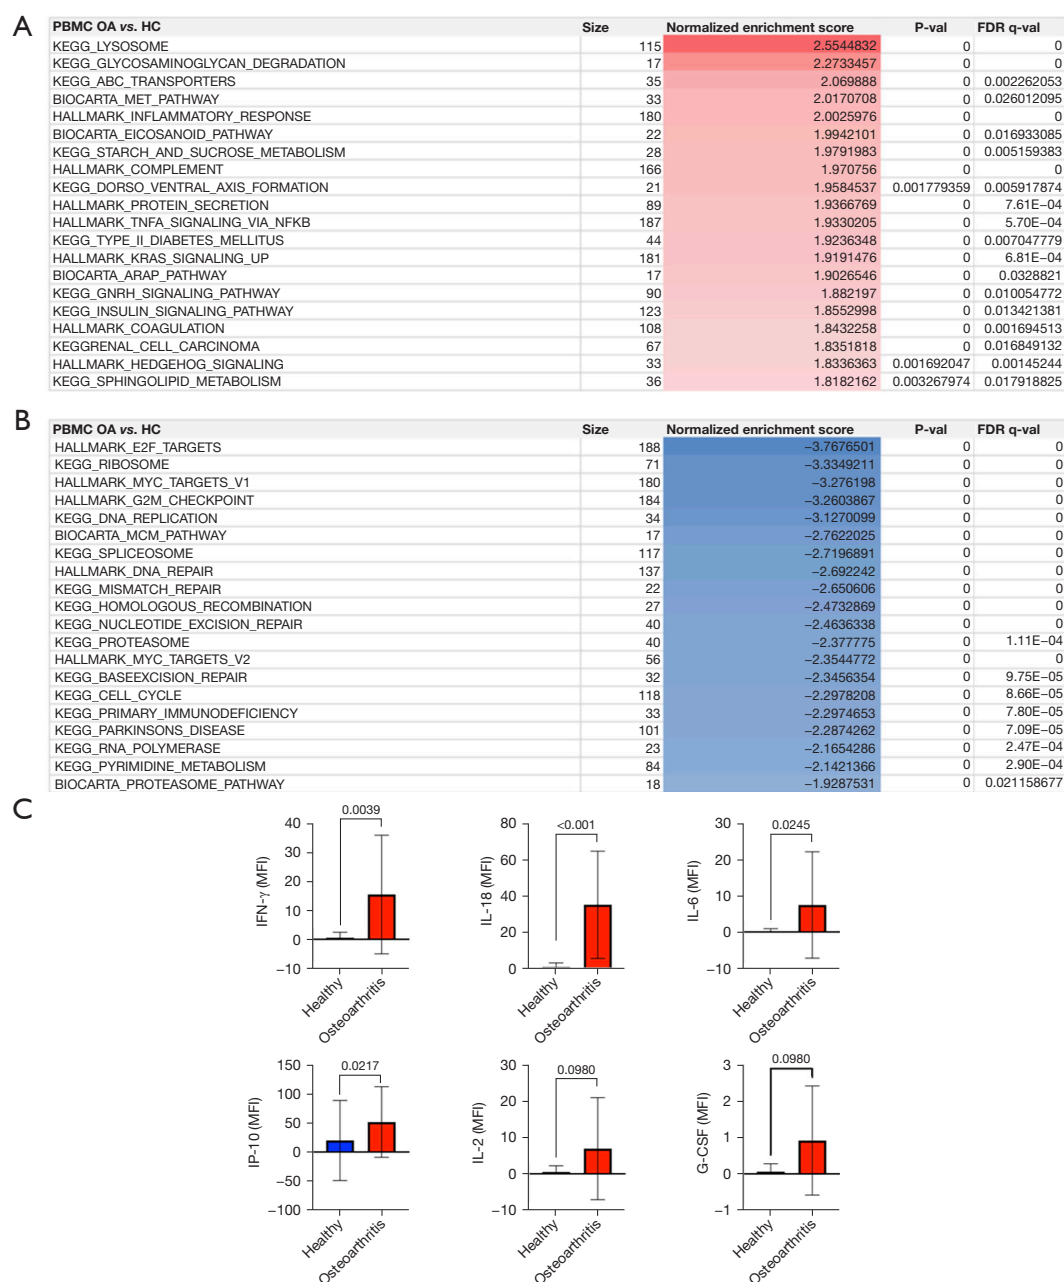 A
PBMC OA vs. HC Size Normalized enrichment score P-val FDR q-val
KEGG_LYSOSOME 115 2.5544832 0 0
KEGG_GLYCOSAMINOGLYCAN_DEGRADATION 17 2.2733457 0 0
KEGG_ABC_TRANSPORTERS 35 2.069888 0 0.002262053
BIOCARTA_MET_PATHWAY 33 2.0170708 0 0.026012095
HALLMARK_INFLAMMATORY_RESPONSE 180 2.0025976 0 0
BIOCARTA_EICOSANOID_PATHWAY 22 1.9942101 0 0.016933085
KEGG_STARCH_AND_SUCROSE_METABOLISM 28 1.9791983 0 0.005159383
HALLMARK_COMPLEMENT 166 1.970756 0 0
KEGG_DORSO_VENTRAL_AXIS_FORMATION 21 1.9584537 0.001779359 0.005917874
HALLMARK_PROTEIN_SECRETION 89 1.9366769 0 7.61E−04
HALLMARK_TNFA_SIGNALING_VIA_NFKB 187 1.9330205 0 5.70E−04
KEGG_TYPE_II_DIABETES_MELLITUS 44 1.9236348 0 0.007047779
HALLMARK_KRAS_SIGNALING_UP 181 1.9191476 0 6.81E−04
BIOCARTA_ARAP_PATHWAY 17 1.9026546 0 0.0328821
KEGG_GNRH_SIGNALING_PATHWAY 90 1.882197 0 0.010054772
KEGG_INSULIN_SIGNALING_PATHWAY 123 1.8552998 0 0.013421381
HALLMARK_COAGULATION 108 1.8432258 0 0.001694513
KEGGRENAL_CELL_CARCINOMA 67 1.8351818 0 0.016849132
HALLMARK_HEDGEHOG_SIGNALING 33 1.8336363 0.001692047 0.00145244
KEGG_SPHINGOLIPID_METABOLISM 36 1.8182162 0.003267974 0.017918825
B
PBMC OA vs. HC Size Normalized enrichment score P-val FDR q-val
HALLMARK_E2F_TARGETS 188 −3.7676501 0 0
KEGG_RIBOSOME 71 −3.3349211 0 0
HALLMARK_MYC_TARGETS_V1 180 −3.276198 0 0
HALLMARK_G2M_CHECKPOINT 184 −3.2603867 0 0
KEGG_DNA_REPLICATION 34 −3.1270099 0 0
BIOCARTA_MCM_PATHWAY 17 −2.7622025 0 0
KEGG_SPLICEOSOME 117 −2.7196891 0 0
HALLMARK_DNA_REPAIR 137 −2.692242 0 0
KEGG_MISMATCH_REPAIR 22 −2.650606 0 0
KEGG_HOMOLOGOUS_RECOMBINATION 27 −2.4732869 0 0
KEGG_NUCLEOTIDE_EXCISION_REPAIR 40 −2.4636338 0 0
KEGG_PROTEASOME 40 −2.377775 0 1.11E−04
HALLMARK_MYC_TARGETS_V2 56 −2.3544772 0 0
KEGG_BASEEXCISION_REPAIR 32 −2.3456354 0 9.75E−05
KEGG_CELL_CYCLE 118 −2.2978208 0 8.66E−05
KEGG_PRIMARY_IMMUNODEFICIENCY 33 −2.2974653 0 7.80E−05
KEGG_PARKINSONS_DISEASE 101 −2.2874262 0 7.09E−05
KEGG_RNA_POLYMERASE 23 −2.1654286 0 2.47E−04
KEGG_PYRIMIDINE_METABOLISM 84 −2.1421366 0 2.90E−04
BIOCARTA_PROTEASOME_PATHWAY 18 −1.9287531 0 0.021158677
C
IFN-γ (MFI)
40
30
20
10
0
−10
0.0039
Healthy
Osteoarthritis
IL-18 (MFI)
80
60
40
20
0
<0.001
Healthy
Osteoarthritis
IL-6 (MFI)
30
20
10
0
−10
0.0245
Healthy
Osteoarthritis
IP-10 (MFI)
150
100
50
0
−50
−100
0.0217
Healthy
Osteoarthritis
IL-2 (MFI)
30
20
10
0
−10
0.0980
Healthy
Osteoarthritis
G-CSF (MFI)
3
2
1
0
−1
0.0980
Healthy
Osteoarthritis